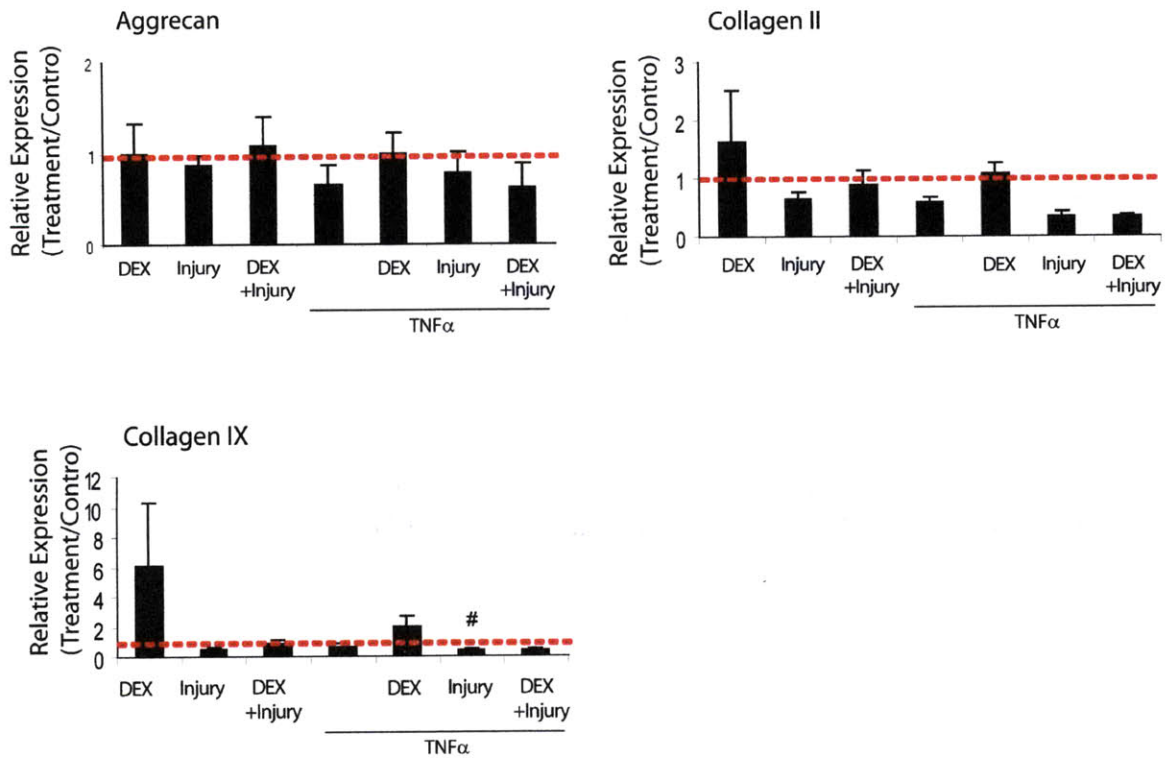 Aggrecan
Relative Expression
(Treatment/Contro)
2
1
0
DEX Injury DEX DEX Injury DEX
+Injury +Injury
TNFα
Collagen II
Relative Expression
(Treatment/Contro)
3
2
1
0
DEX Injury DEX DEX Injury DEX
+Injury +Injury
TNFα
Collagen IX
Relative Expression
(Treatment/Contro)
12
10
8
6
4
2
0
#
DEX Injury DEX DEX Injury DEX
+Injury +Injury
TNFα